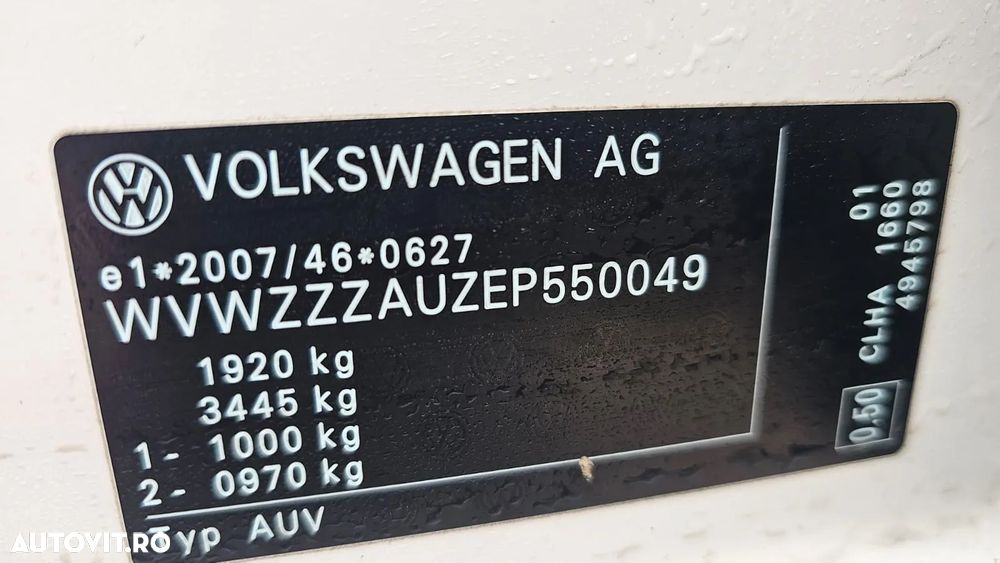 VOLKSWAGEN AG
e1*2007/46*0627
WVWZZZAUZEP550049
1920 kg
3445 kg
1- 1000 kg
2- 0970 kg
Typ AUV
01
CLHA 1660
4945798
0.50
AUTOVIT.RO